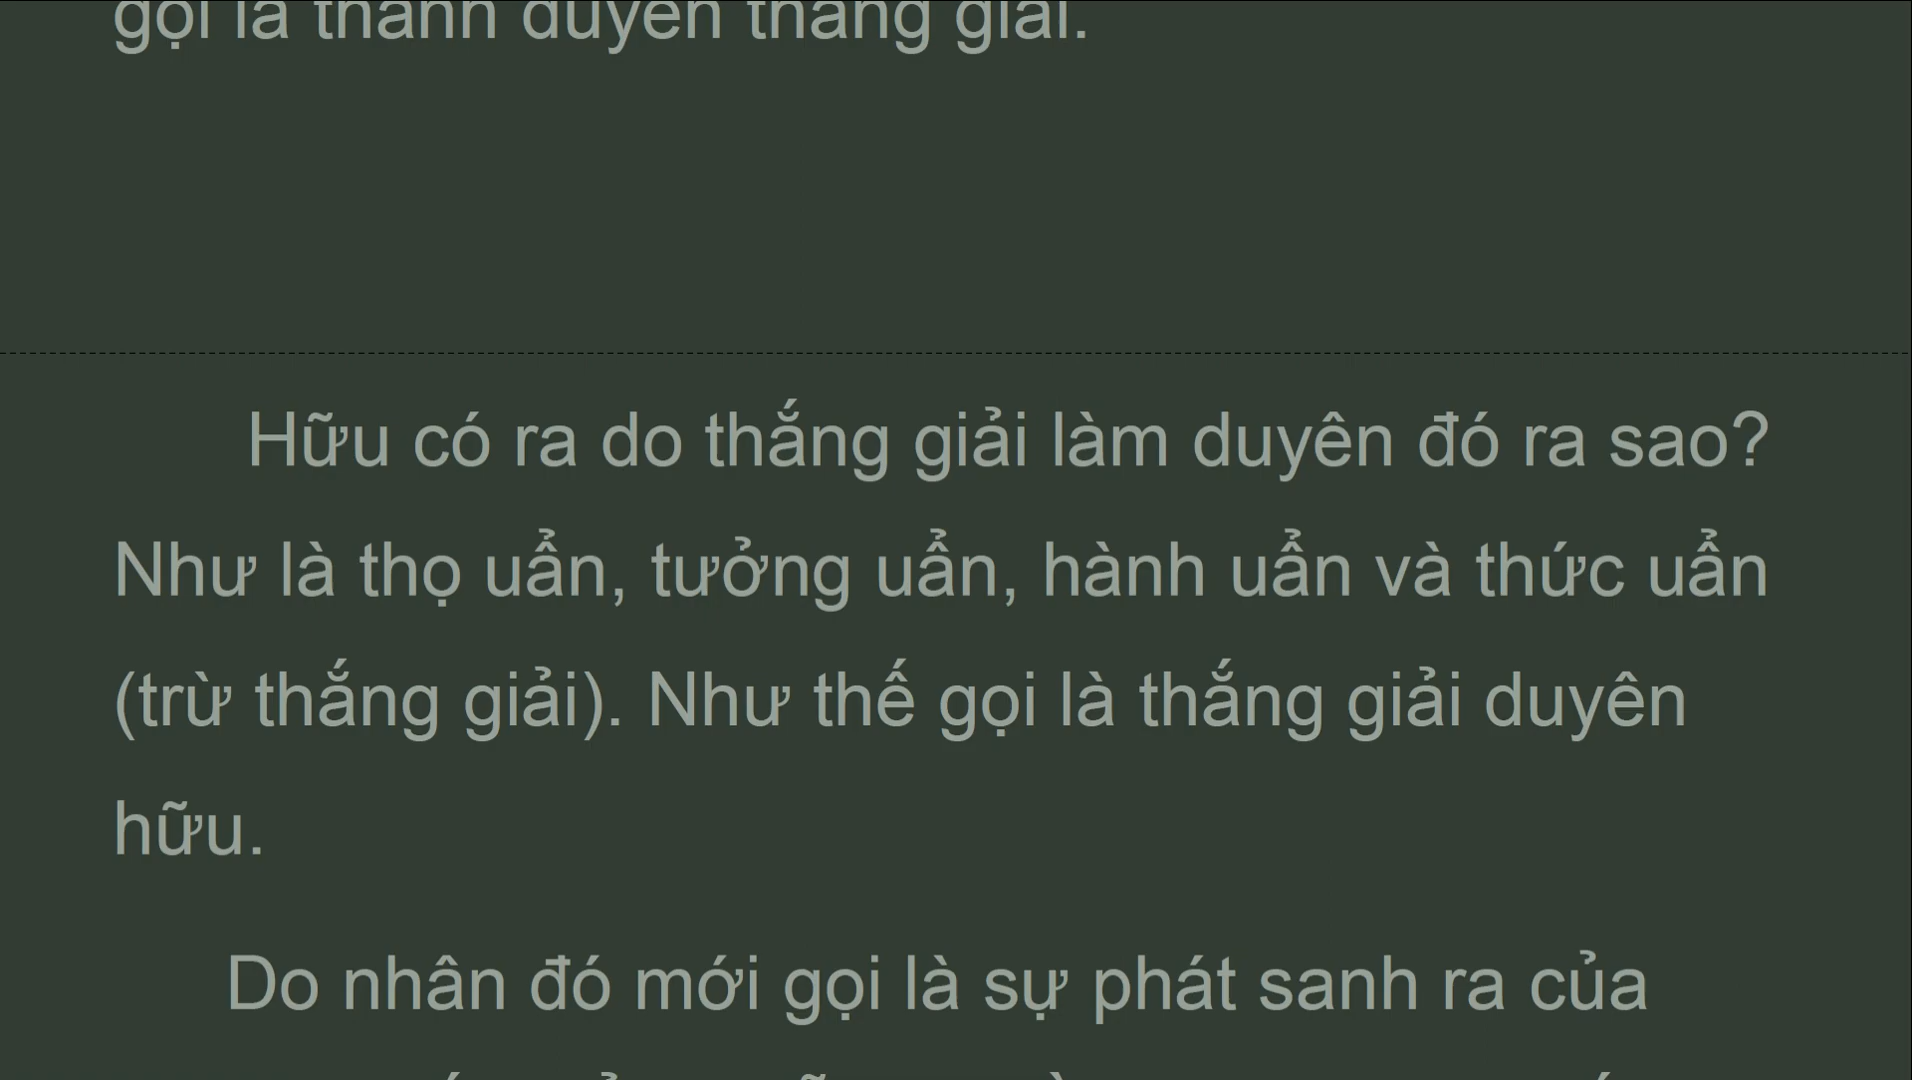 gọi là thành duyên thắng giải.
Hữu có ra do thắng giải làm duyên đó ra sao?
Như là thọ uẩn, tưởng uẩn, hành uẩn và thức uẩn
(trừ thắng giải). Như thế gọi là thắng giải duyên
hữu.
Do nhân đó mới gọi là sự phát sanh ra của